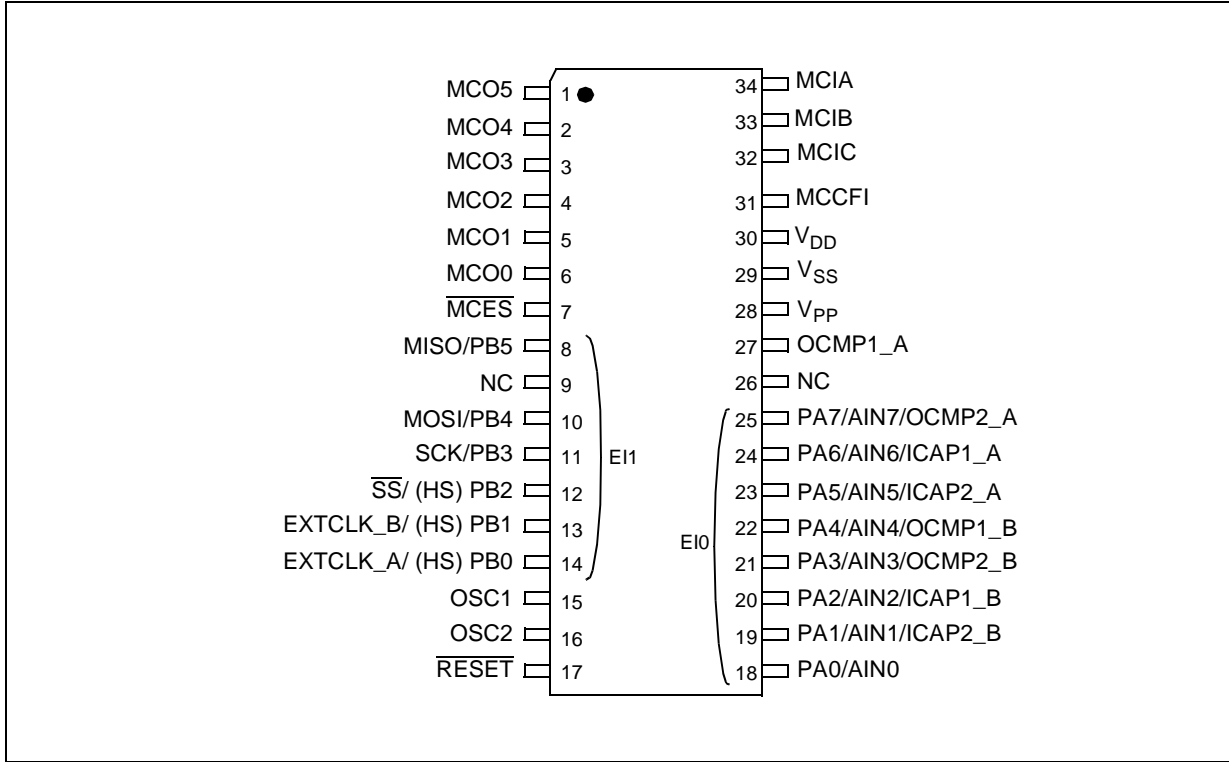 MCO5 1 34 MCIA
MCO4 2 33 MCIB
MCO3 3 32 MCIC
MCO2 4 31 MCCFI
MCO1 5 30 VDD
MCO0 6 29 VSS
M̅C̅E̅S̅ 7 28 VPP
MISO/PB5 8 27 OCMP1_A
NC 9 26 NC
MOSI/PB4 10 25 PA7/AIN7/OCMP2_A
SCK/PB3 11 EI1 24 PA6/AIN6/ICAP1_A
S̅S̅/ (HS) PB2 12 23 PA5/AIN5/ICAP2_A
EXTCLK_B/ (HS) PB1 13 22 PA4/AIN4/OCMP1_B
EXTCLK_A/ (HS) PB0 14 EI0 21 PA3/AIN3/OCMP2_B
OSC1 15 20 PA2/AIN2/ICAP1_B
OSC2 16 19 PA1/AIN1/ICAP2_B
R̅E̅S̅E̅T̅ 17 18 PA0/AIN0